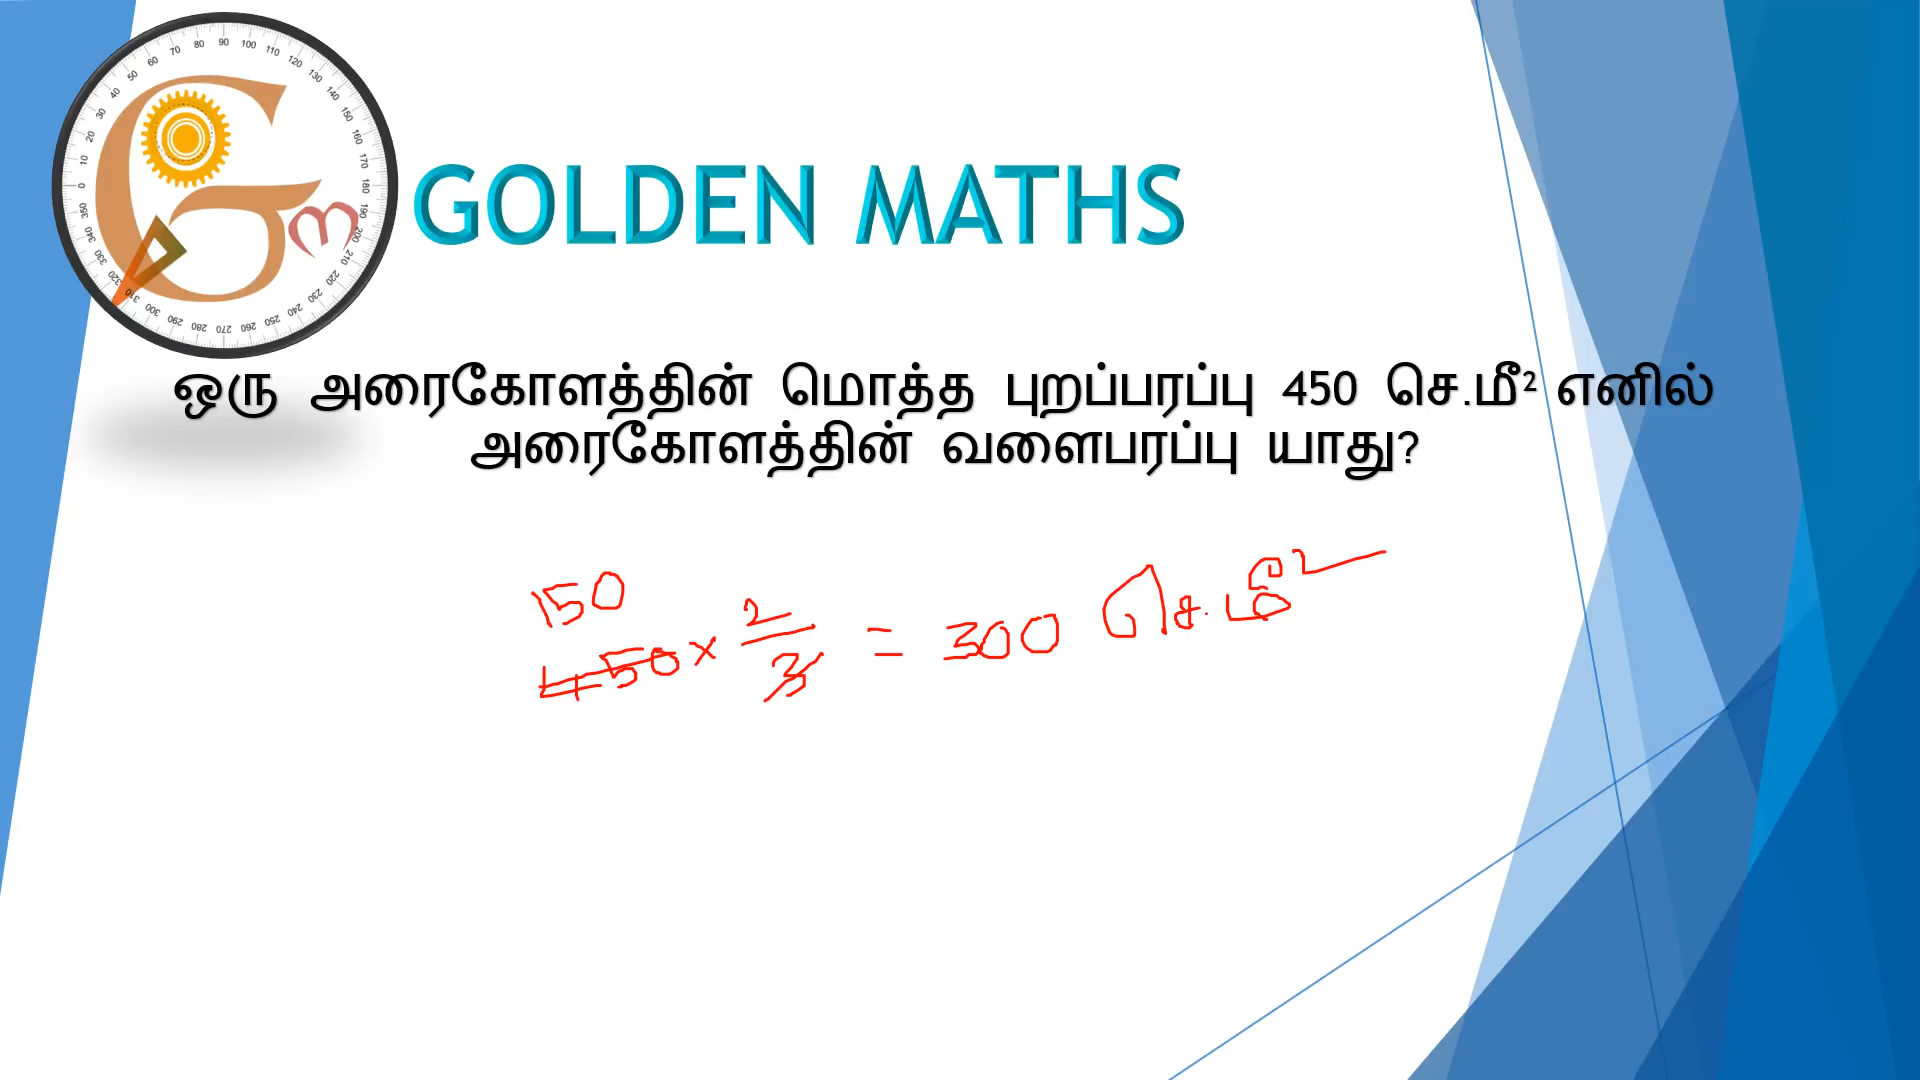 GOLDEN MATHS
ஒரு அரைகோளத்தின் மொத்த புறப்பரப்பு 450 செ.மீ² எனில்
அரைகோளத்தின் வளைபரப்பு யாது?
150
450 × 2/3 = 300 செ.மீ²